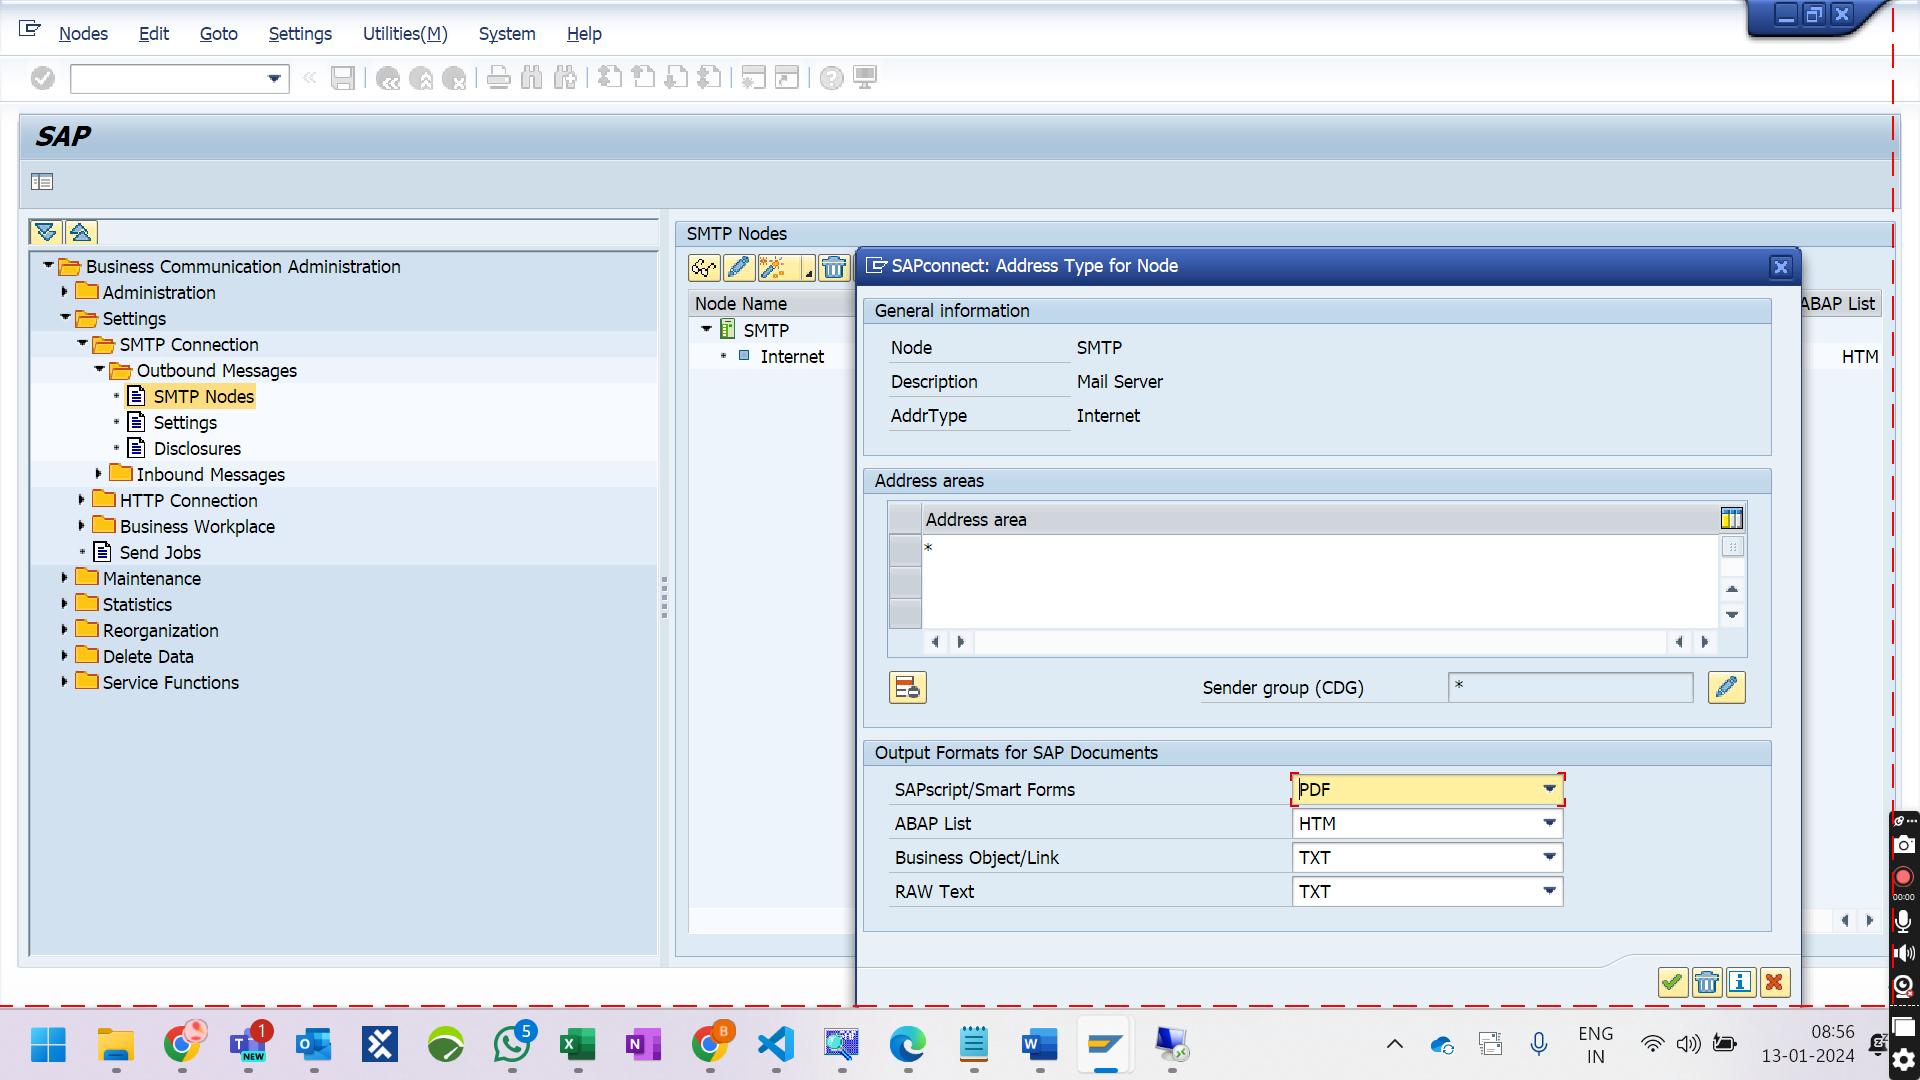 Nodes Edit Goto Settings Utilities(M) System Help
SAP
Business Communication Administration
Administration
Settings
SMTP Connection
Outbound Messages
SMTP Nodes
Settings
Disclosures
Inbound Messages
HTTP Connection
Business Workplace
Send Jobs
Maintenance
Statistics
Reorganization
Delete Data
Service Functions
SMTP Nodes
Node Name
SMTP
Internet
ABAP List
HTM
SAPconnect: Address Type for Node
General information
Node SMTP
Description Mail Server
AddrType Internet
Address areas
Address area
*
Sender group (CDG) *
Output Formats for SAP Documents
SAPscript/Smart Forms PDF
ABAP List HTM
Business Object/Link TXT
RAW Text TXT
00:00
1
NEW
5
B
ENG
IN
08:56
13-01-2024